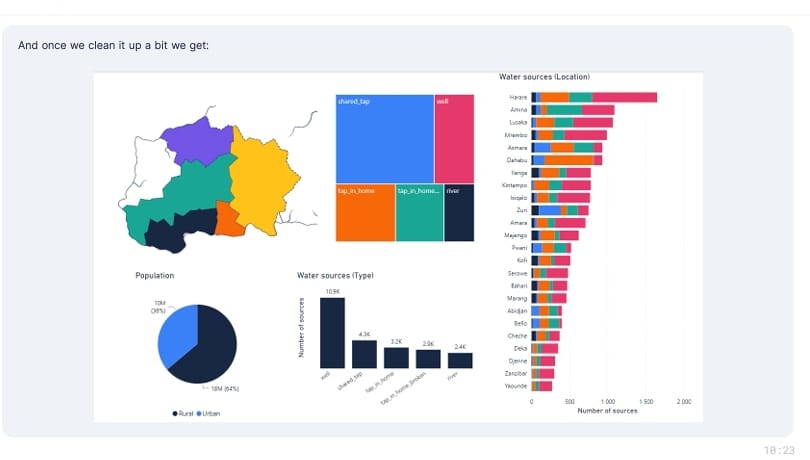 And once we clean it up a bit we get:
Water sources (Location)
shared_tap
well
tap_in_home
tap_in_home...
river
Harare
Amina
Lusaka
Mrembo
Asmara
Dahabu
Ilanga
Kintampo
Isiqalo
Zuri
Amara
Majengo
Pwani
Kofi
Serowe
Bahari
Marang
Abidjan
Bello
Cheche
Deka
Djenne
Zanzibar
Yaounde
0
500
1 000
1 500
2 000
Number of sources
Population
10M
(36%)
18M (64%)
Rural
Urban
Water sources (Type)
Number of sources
10.9K
4.3K
3.2K
2.9K
2.4K
well
shared_tap
tap_in_home
tap_in_home_broken
river
10:23